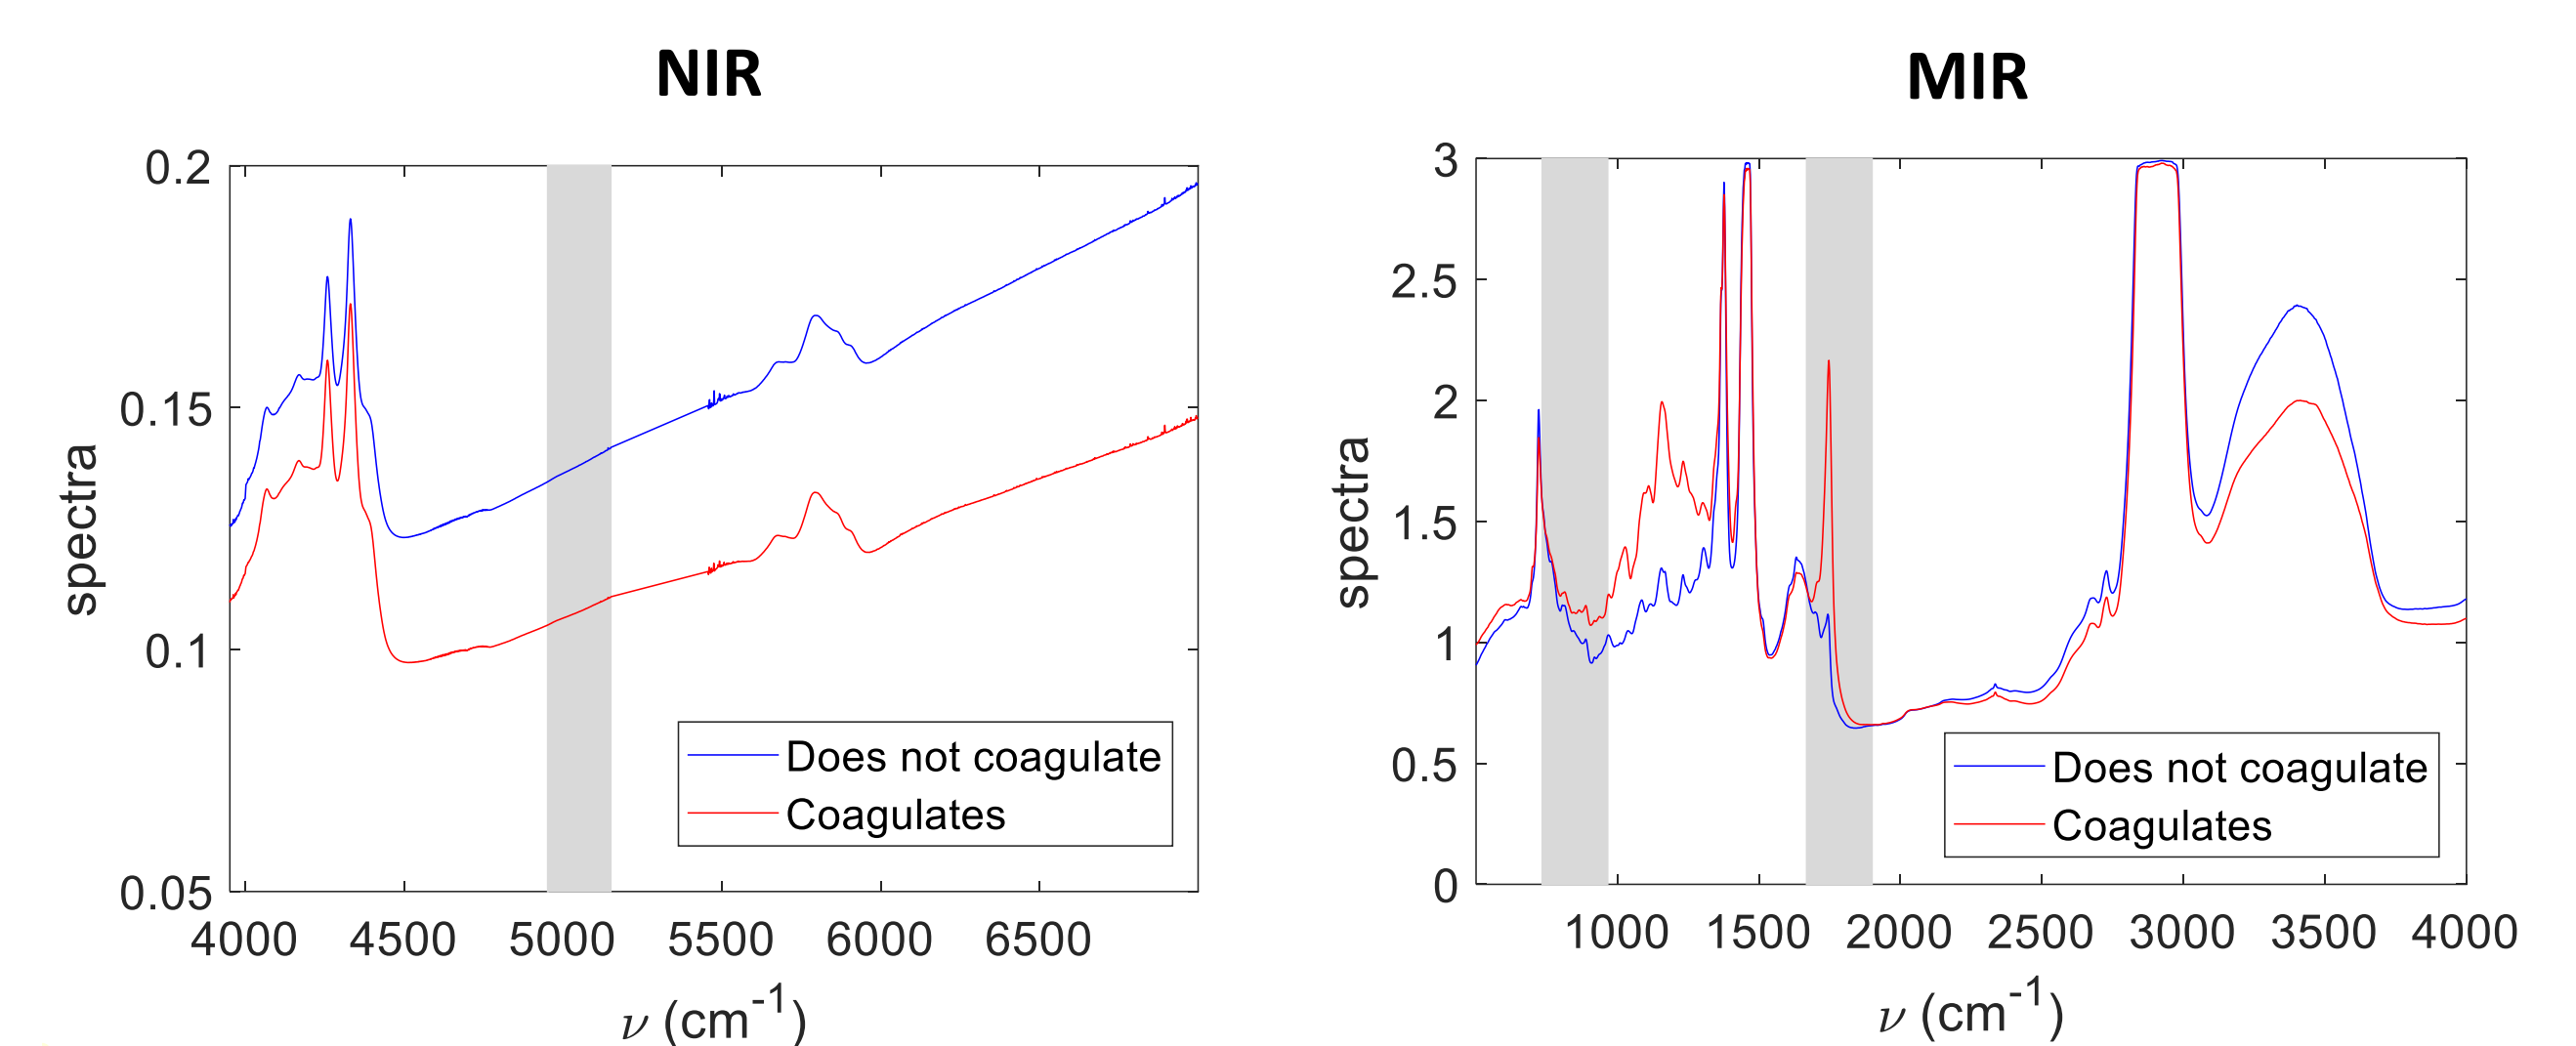 NIR
0.2
0.15
0.1
0.05
spectra
4000 4500 5000 5500 6000 6500
ν (cm-1)
Does not coagulate
Coagulates
MIR
3
2.5
2
1.5
1
0.5
0
spectra
1000 1500 2000 2500 3000 3500 4000
ν (cm-1)
Does not coagulate
Coagulates